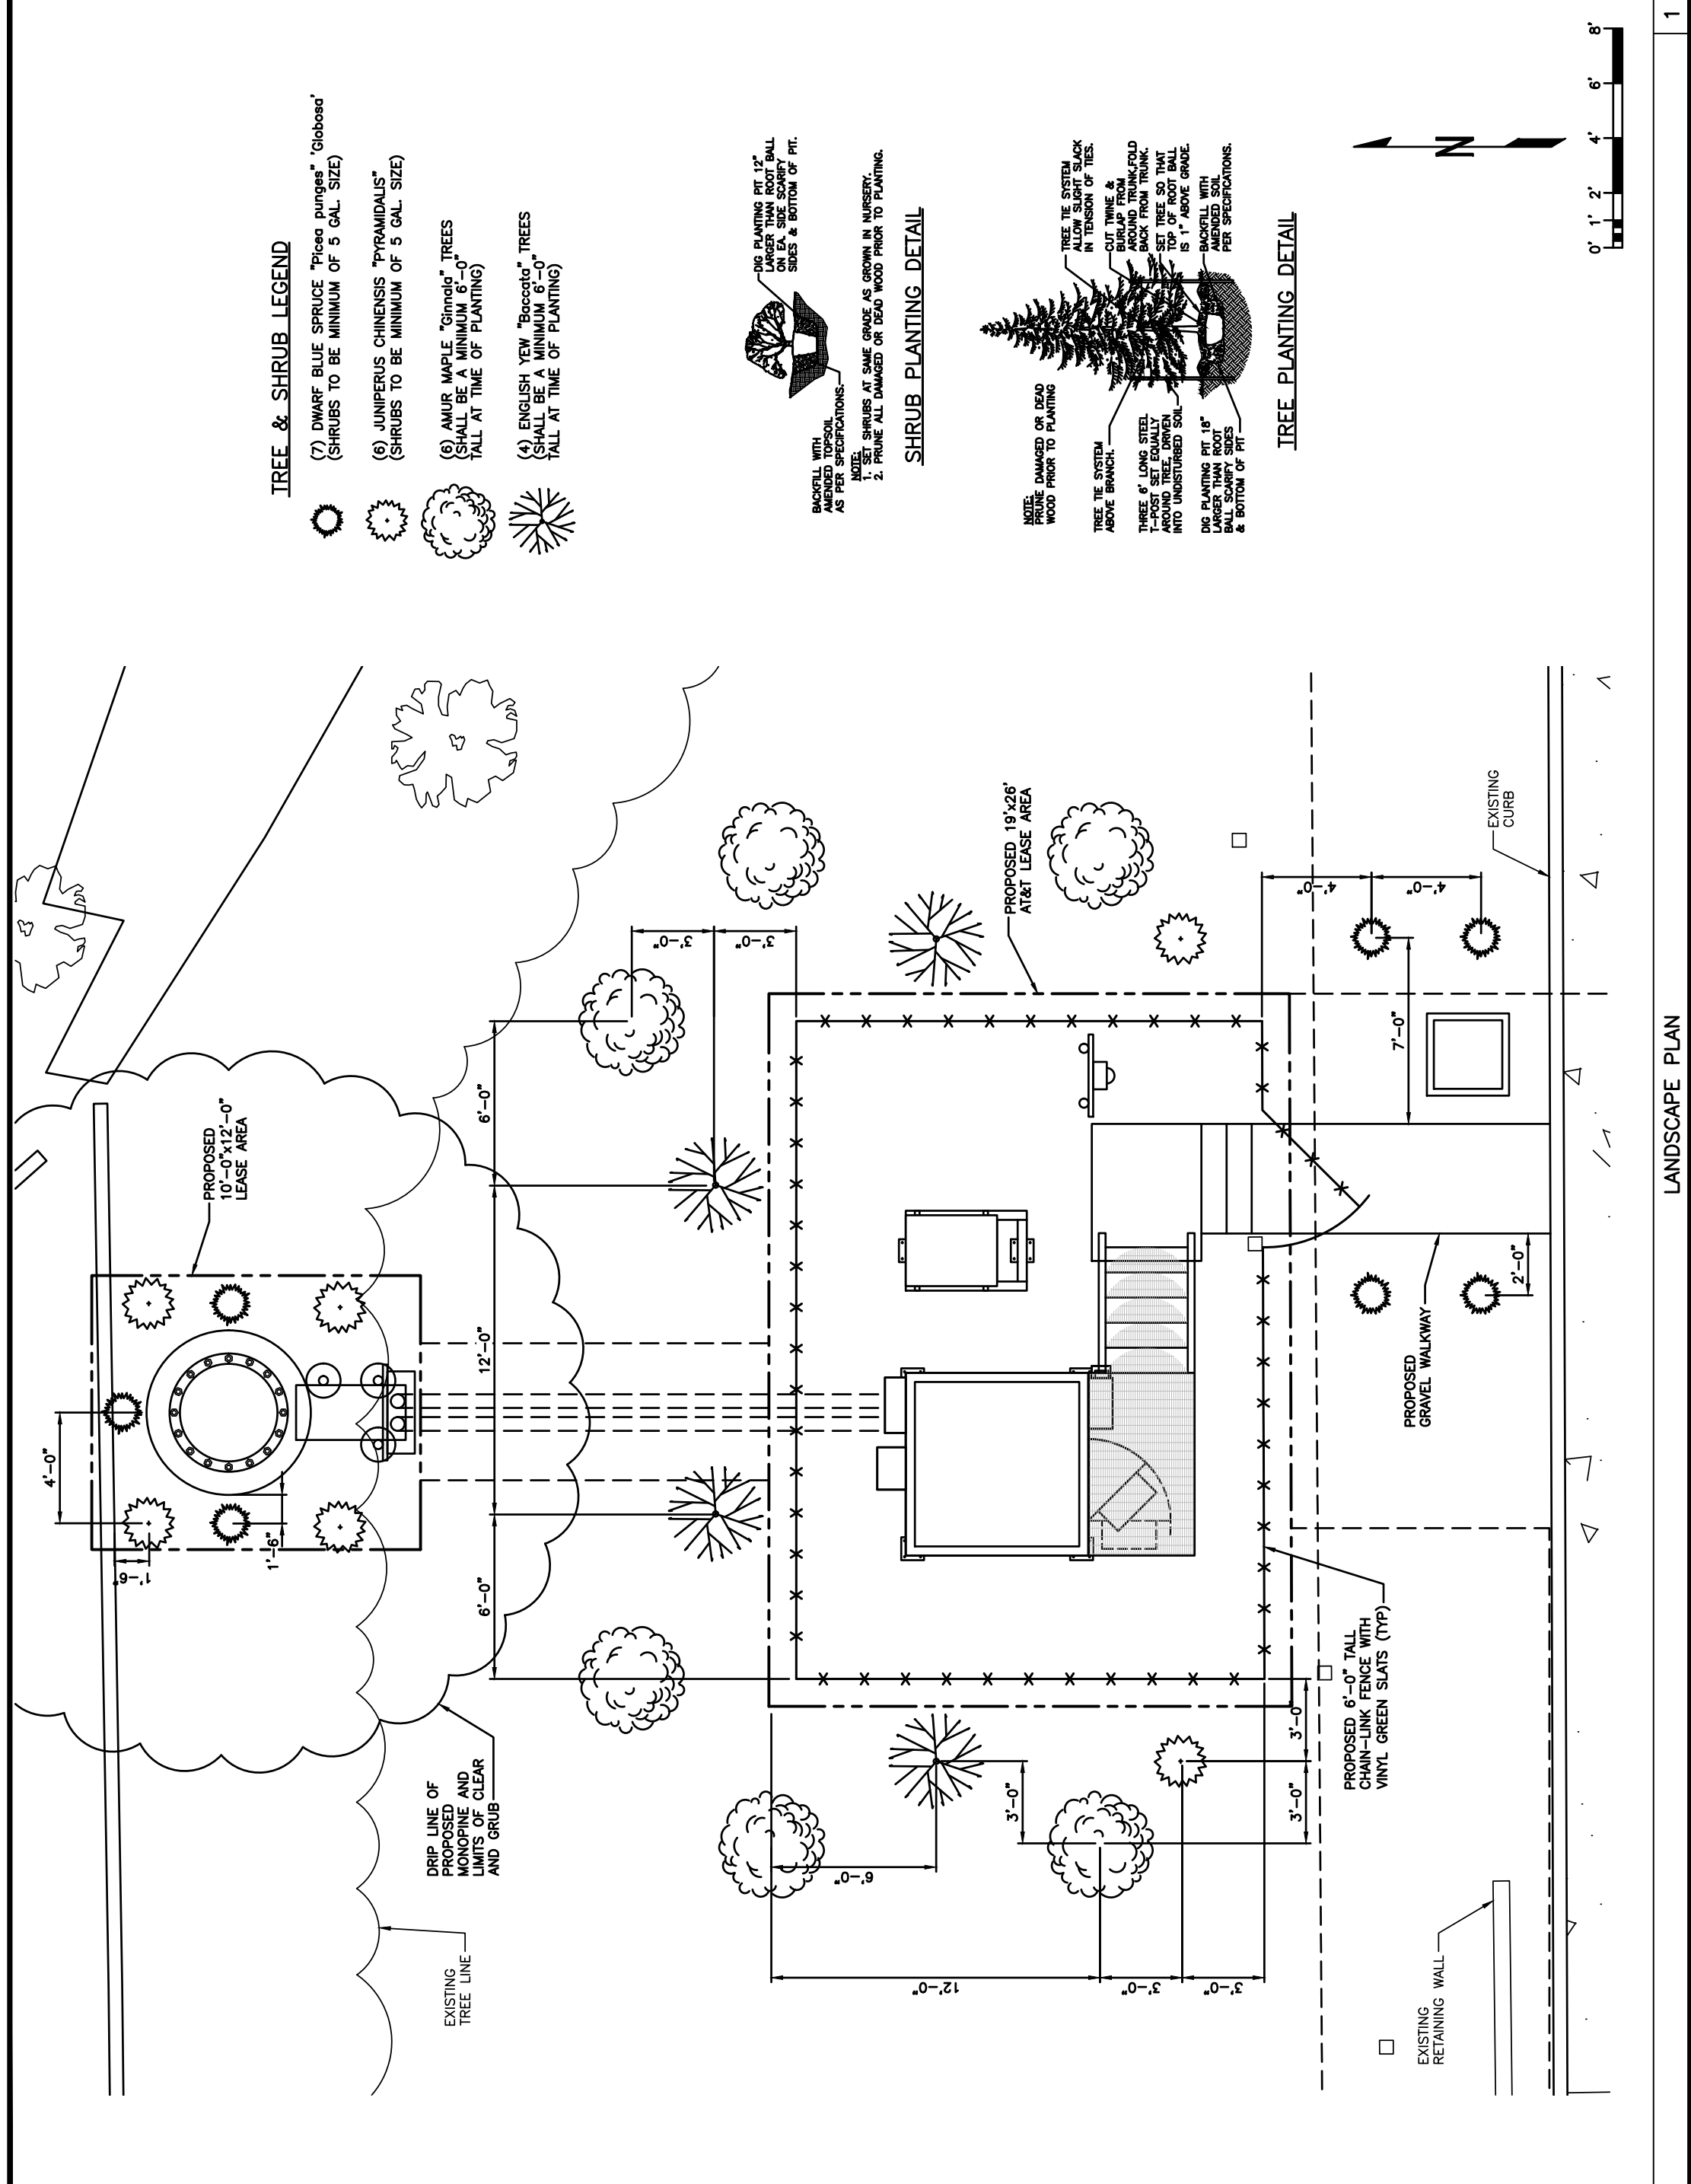 TREE & SHRUB LEGEND
(7) DWARF BLUE SPRUCE "Picea punges" 'Globosa'
(SHRUBS TO BE MINIMUM OF 5 GAL. SIZE)
(6) JUNIPERUS CHINENSIS "PYRAMIDALIS"
(SHRUBS TO BE MINIMUM OF 5 GAL. SIZE)
(6) AMUR MAPLE "Ginnala" TREES
(SHALL BE A MINIMUM 6'-0"
TALL AT TIME OF PLANTING)
(4) ENGLISH YEW "Baccata" TREES
(SHALL BE A MINIMUM 6'-0"
TALL AT TIME OF PLANTING)
DIG PLANTING PIT 12"
LARGER THAN ROOT BALL
ON EA. SIDE SCARIFY
SIDES & BOTTOM OF PIT.
BACKFILL WITH
AMENDED TOPSOIL
AS PER SPECIFICATIONS.
NOTE:
1. SET SHRUBS AT SAME GRADE AS GROWN IN NURSERY.
2. PRUNE ALL DAMAGED OR DEAD WOOD PRIOR TO PLANTING.
SHRUB PLANTING DETAIL
NOTE:
PRUNE DAMAGED OR DEAD
WOOD PRIOR TO PLANTING
TREE TIE SYSTEM
ABOVE BRANCH.
THREE 6' LONG STEEL
T-POST SET EQUALLY
AROUND TREE, DRIVEN
INTO UNDISTURBED SOIL
DIG PLANTING PIT 18"
LARGER THAN ROOT
BALL SCARIFY SIDES
& BOTTOM OF PIT
TREE TIE SYSTEM
ALLOW SLIGHT SLACK
IN TENSION OF TIES.
CUT TWINE &
BURLAP FROM
AROUND TRUNK,FOLD
BACK FROM TRUNK.
SET TREE SO THAT
TOP OF ROOT BALL
IS 1" ABOVE GRADE.
BACKFILL WITH
AMENDED SOIL
PER SPECIFICATIONS.
TREE PLANTING DETAIL
N
0' 1' 2' 4' 6' 8'
PROPOSED
10'-0"x12'-0"
LEASE AREA
4'-0"
1'-6"
1'-6"
6'-0"
12'-0"
6'-0"
3'-0"
3'-0"
DRIP LINE OF
PROPOSED
MONOPINE AND
LIMITS OF CLEAR
AND GRUB
EXISTING
TREE LINE
PROPOSED 19'x26'
AT&T LEASE AREA
6'-0"
3'-0"
12'-0"
3'-0"
3'-0"
3'-0"
3'-0"
4'-0"
4'-0"
7'-0"
2'-0"
EXISTING
CURB
PROPOSED
GRAVEL WALKWAY
PROPOSED 6'-0" TALL
CHAIN-LINK FENCE WITH
VINYL GREEN SLATS (TYP)
EXISTING
RETAINING WALL
LANDSCAPE PLAN
1